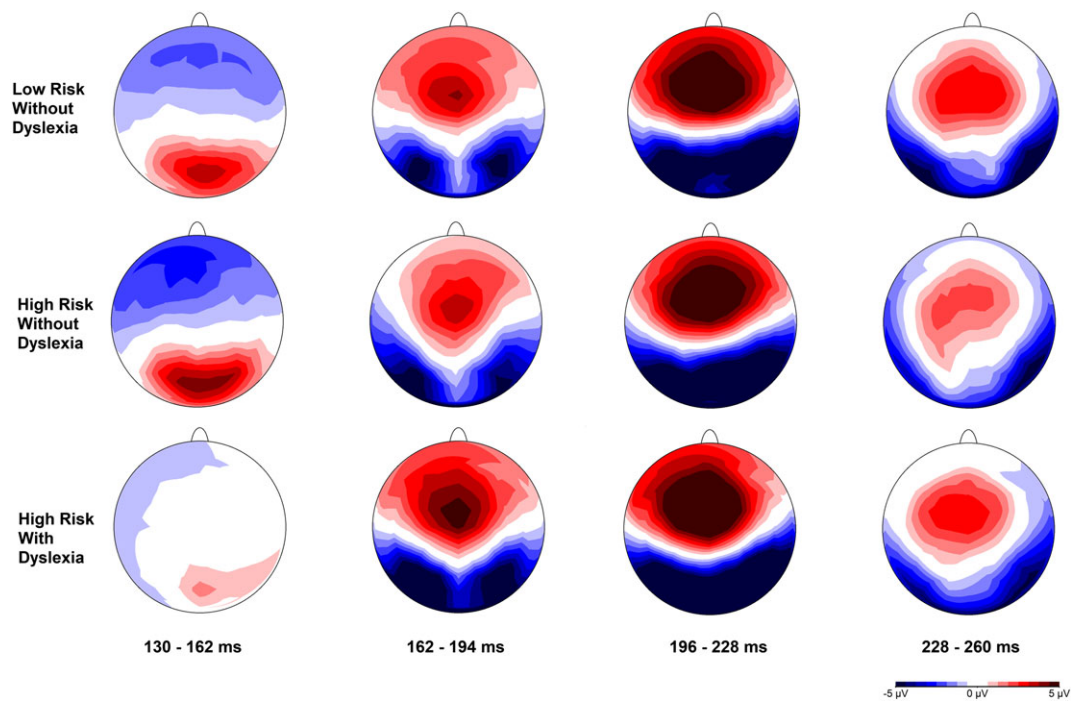 Low Risk
Without
Dyslexia
High Risk
Without
Dyslexia
High Risk
With
Dyslexia
130 - 162 ms
162 - 194 ms
196 - 228 ms
228 - 260 ms
-5 µV
0 µV
5 µV